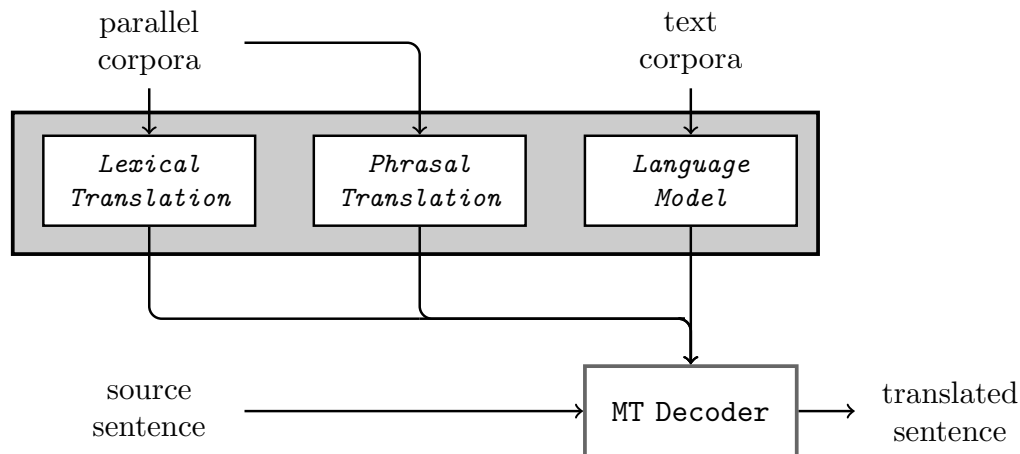 parallel
corpora
text
corpora
Lexical
Translation
Phrasal
Translation
Language
Model
source
sentence
MT Decoder
translated
sentence